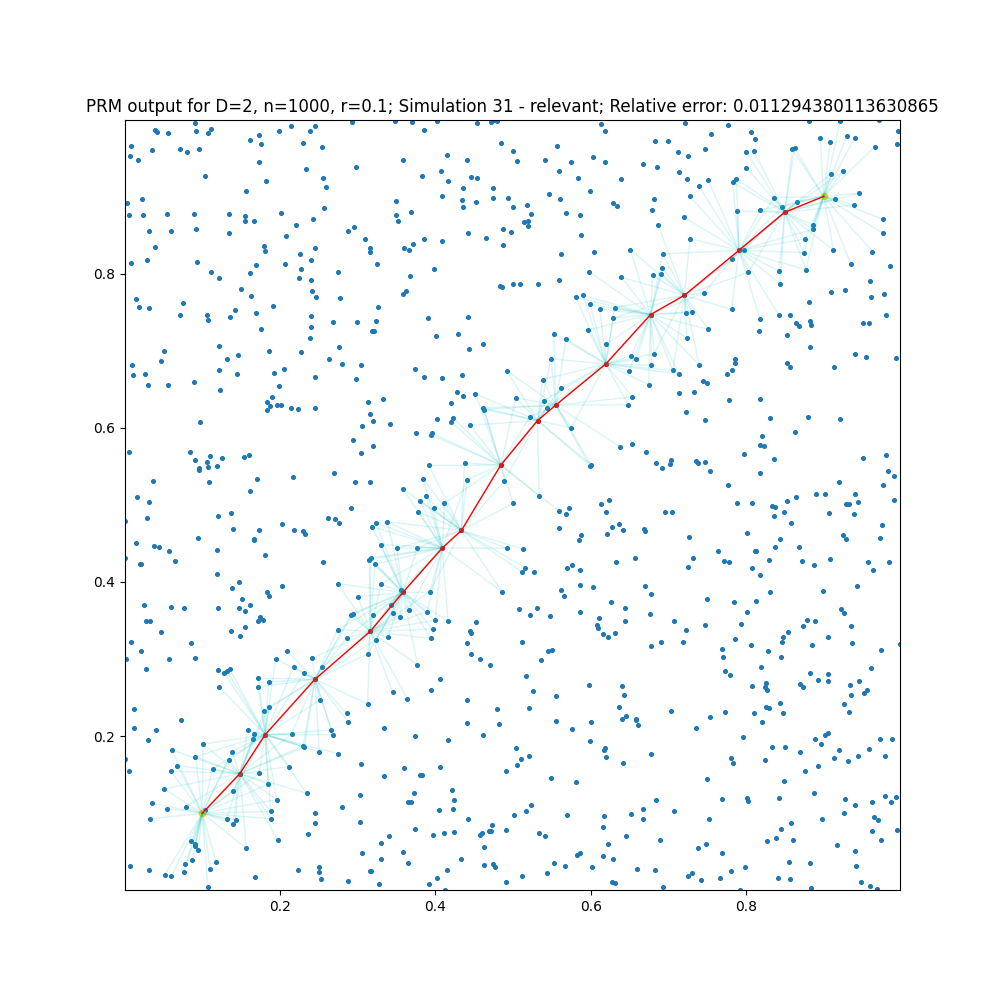 PRM output for D=2, n=1000, r=0.1; Simulation 31 - relevant; Relative error: 0.011294380113630865
0.8
0.6
0.4
0.2
0.2 0.4 0.6 0.8